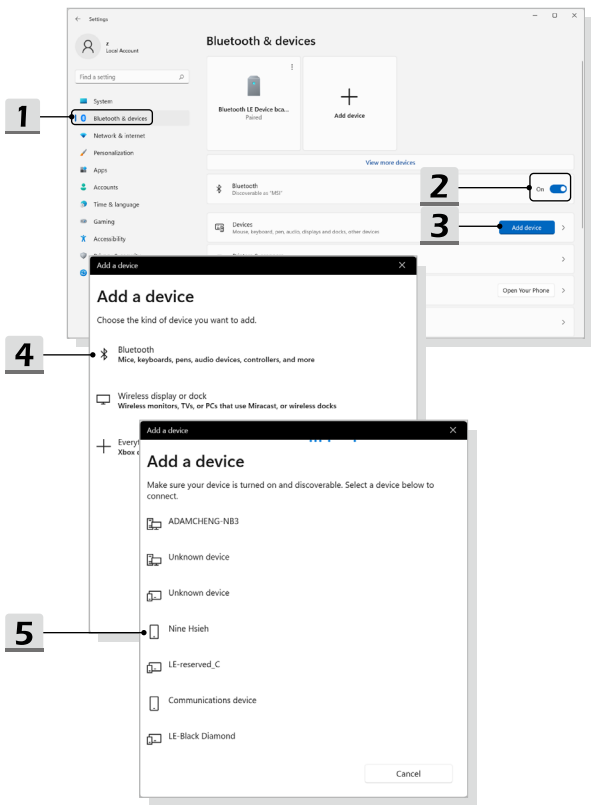 Settings
z
Local Account
Find a setting
System
Bluetooth & devices
Network & internet
Personalization
Apps
Accounts
Time & language
Gaming
Accessibility
Bluetooth & devices
Bluetooth LE Device bca...
Paired
Add device
View more devices
Bluetooth
Discoverable as "MSI"
On
Devices
Mouse, keyboard, pen, audio, displays and docks, other devices
Add device
Open Your Phone
1
2
3
Add a device
Add a device
Choose the kind of device you want to add.
4
Bluetooth
Mice, keyboards, pens, audio devices, controllers, and more
Wireless display or dock
Wireless monitors, TVs, or PCs that use Miracast, or wireless docks
Xbox
Add a device
Add a device
Make sure your device is turned on and discoverable. Select a device below to
connect.
ADAMCHENG-NB3
Unknown device
Unknown device
5
Nine Hsieh
LE-reserved_C
Communications device
LE-Black Diamond
Cancel